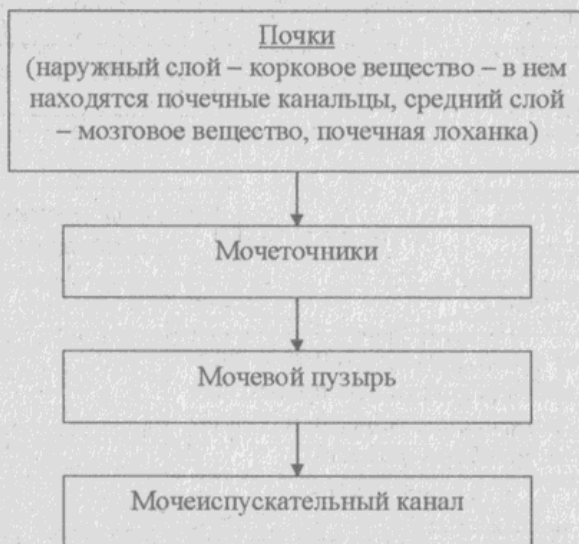 Почки
(наружный слой – корковое вещество – в нем
находятся почечные канальцы, средний слой
– мозговое вещество, почечная лоханка)
Мочеточники
Мочевой пузырь
Мочеиспускательный канал